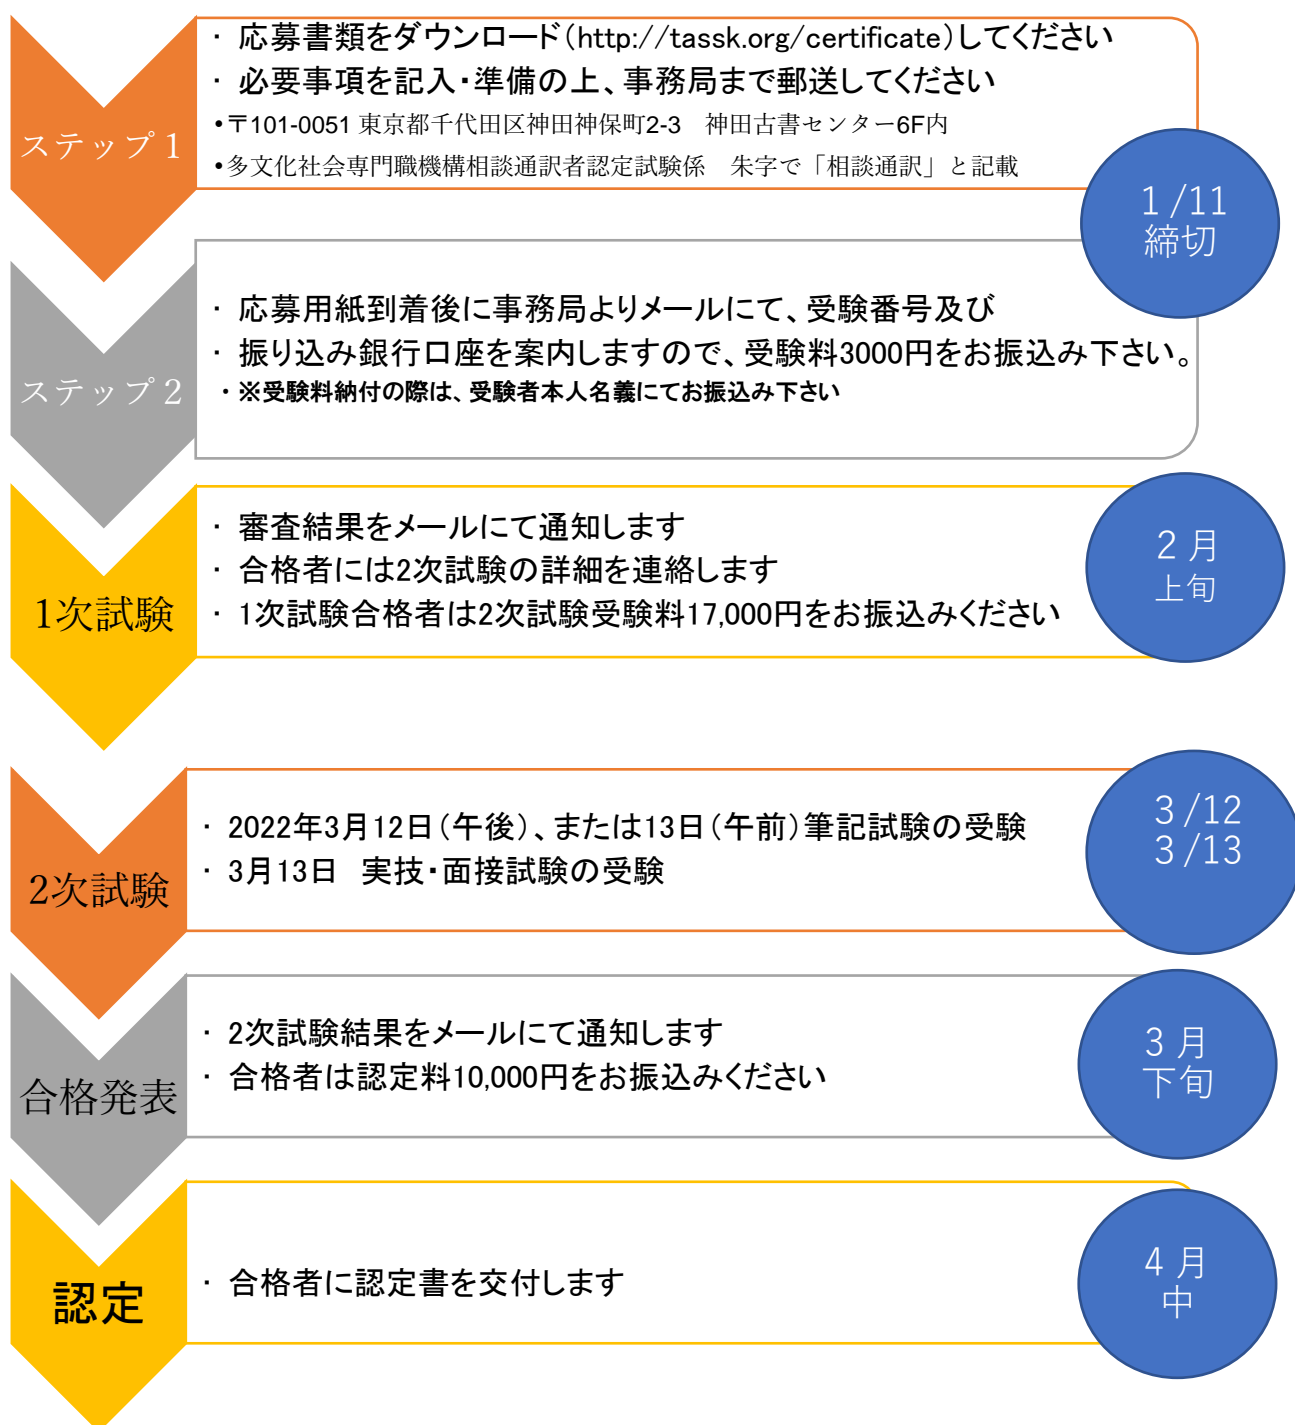 ・ 応募書類をダウンロード（http://tassk.org/certificate）してください
・ 必要事項を記入・準備の上、事務局まで郵送してください
•〒101-0051 東京都千代田区神田神保町2-3　神田古書センター6F内
•多文化社会専門職機構相談通訳者認定試験係　朱字で「相談通訳」と記載
ステップ１
１/11
締切
・ 応募用紙到着後に事務局よりメールにて、受験番号及び
・ 振り込み銀行口座を案内しますので、受験料3000円をお振込み下さい。
・※受験料納付の際は、受験者本人名義にてお振込み下さい
ステップ２
・ 審査結果をメールにて通知します
・ 合格者には2次試験の詳細を連絡します
・ 1次試験合格者は2次試験受験料17,000円をお振込みください
1次試験
２月
上旬
・ 2022年3月12日（午後）、または13日（午前）筆記試験の受験
・ 3月13日　実技・面接試験の受験
2次試験
３/12
３/13
・ 2次試験結果をメールにて通知します
・ 合格者は認定料10,000円をお振込みください
合格発表
３月
下旬
・ 合格者に認定書を交付します
認定
４月
中